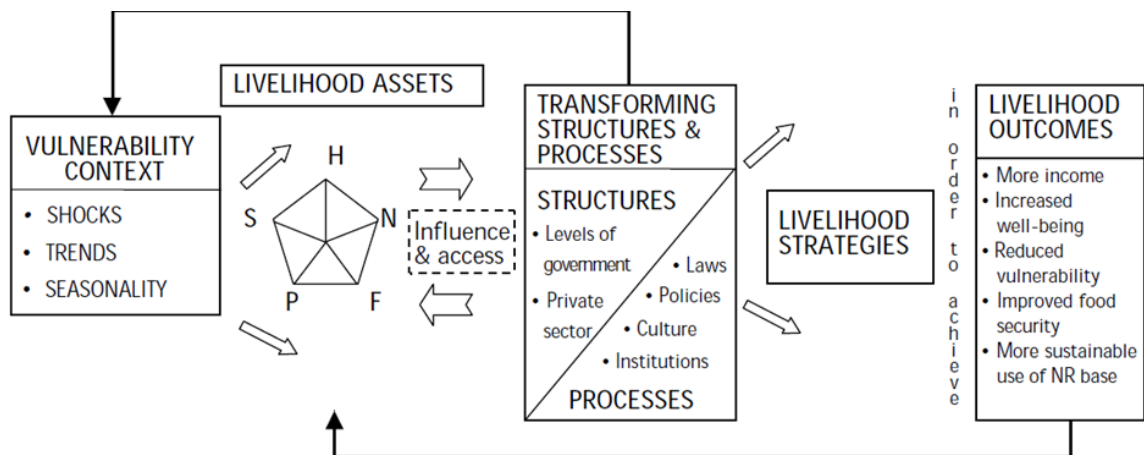 LIVELIHOOD ASSETS
VULNERABILITY
CONTEXT
• SHOCKS
• TRENDS
• SEASONALITY
H
S
N
P
F
Influence
& access
TRANSFORMING
STRUCTURES &
PROCESSES
STRUCTURES
• Levels of
government
• Private
sector
• Laws
• Policies
• Culture
• Institutions
PROCESSES
LIVELIHOOD
STRATEGIES
in order to achieve
LIVELIHOOD
OUTCOMES
• More income
• Increased
well-being
• Reduced
vulnerability
• Improved food
security
• More sustainable
use of NR base